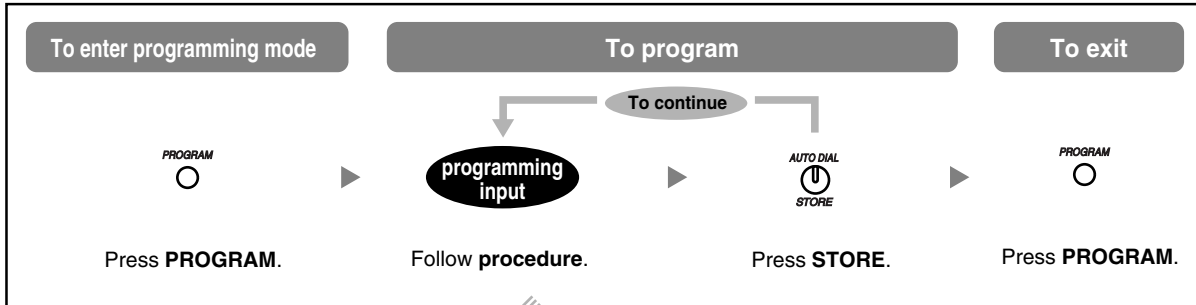 To enter programming mode
To program
To exit
To continue
PROGRAM
programming
input
AUTO DIAL
STORE
PROGRAM
Press PROGRAM.
Follow procedure.
Press STORE.
Press PROGRAM.